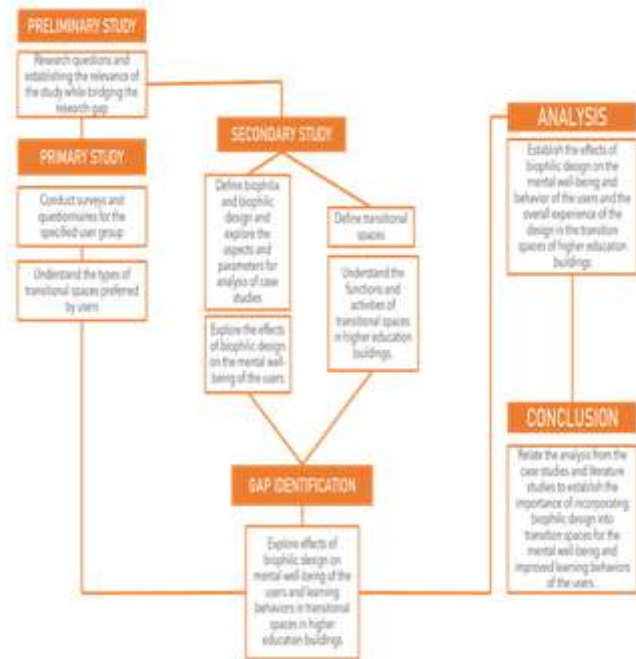 PRELIMINARY STUDY
Research questions and
establishing the relevance of
the study while bridging the
research gap
PRIMARY STUDY
Conduct surveys and
questionnaires for the
specified user group
Understand the types of
transitional spaces preferred
by users
SECONDARY STUDY
Define biophilia
and biophilic
design and
explore the
aspects and
parameters for
analysis of case
studies
Explore the effects
of biophilic design
on the mental well-
being of the users
Define transitional
spaces
Understand the
functions and
activities of
transitional spaces
in higher education
buildings.
GAP IDENTIFICATION
Explore effects of
biophilic design on
mental well-being of the
users and learning
behaviors in transitional
spaces in higher
education buildings
ANALYSIS
Establish the effects of
biophilic design on the
mental well-being and
behavior of the users and the
overall experience of the
design in the transition
spaces of higher education
buildings.
CONCLUSION
Relate the analysis from the
case studies and literature
studies to establish the
importance of incorporating
biophilic design into
transition spaces for the
mental well-being and
improved learning behaviors
of the users.